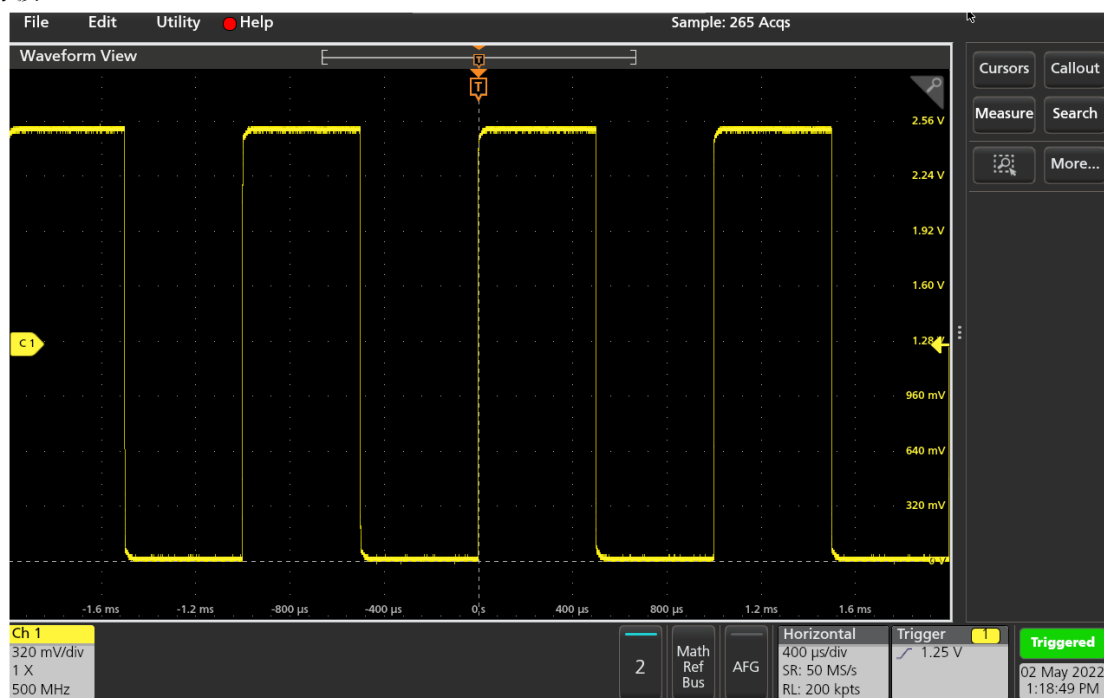 File Edit Utility Help Sample: 265 Acqs
Waveform View
T
T
Cursors Callout
Measure Search
More...
2.56 V
2.24 V
1.92 V
1.60 V
C 1
1.28
960 mV
640 mV
320 mV
0 V
-1.6 ms -1.2 ms -800 µs -400 µs 0 s 400 µs 800 µs 1.2 ms 1.6 ms
Ch 1
320 mV/div
1 X
500 MHz
2
Math
Ref
Bus
AFG
Horizontal
400 µs/div
SR: 50 MS/s
RL: 200 kpts
Trigger 1
1.25 V
Triggered
02 May 2022
1:18:49 PM